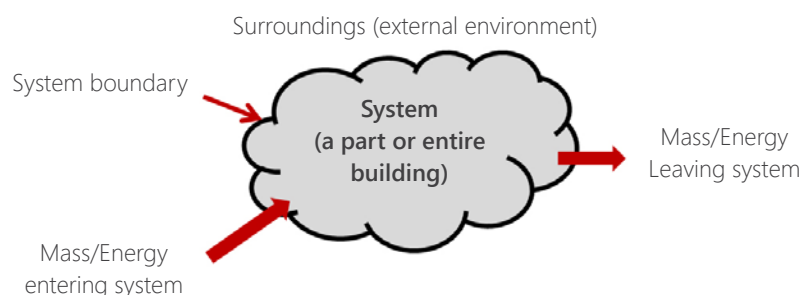 Surroundings (external environment)
System boundary
System
(a part or entire
building)
Mass/Energy
Leaving system
Mass/Energy
entering system